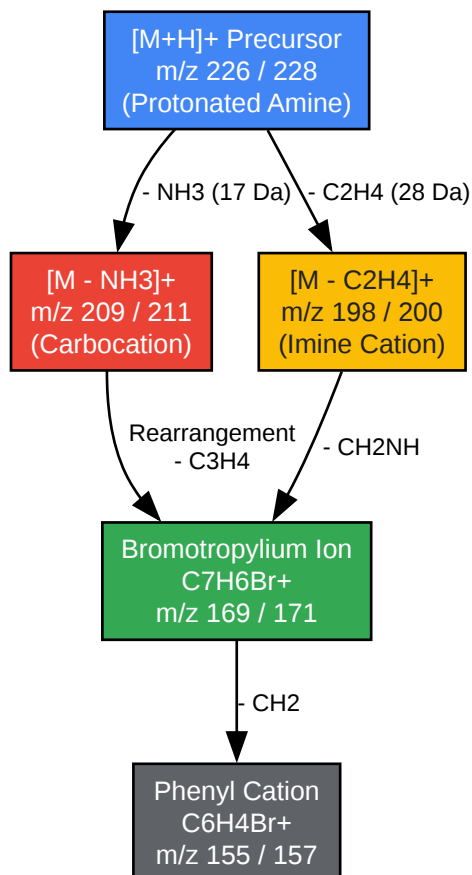 [M+H]+ Precursor
m/z 226 / 228
(Protonated Amine)
- NH3 (17 Da)
- C2H4 (28 Da)
[M - NH3]+
m/z 209 / 211
(Carbocation)
[M - C2H4]+
m/z 198 / 200
(Imine Cation)
Rearrangement
- C3H4
- CH2NH
Bromotropylium Ion
C7H6Br+
m/z 169 / 171
- CH2
Phenyl Cation
C6H4Br+
m/z 155 / 157